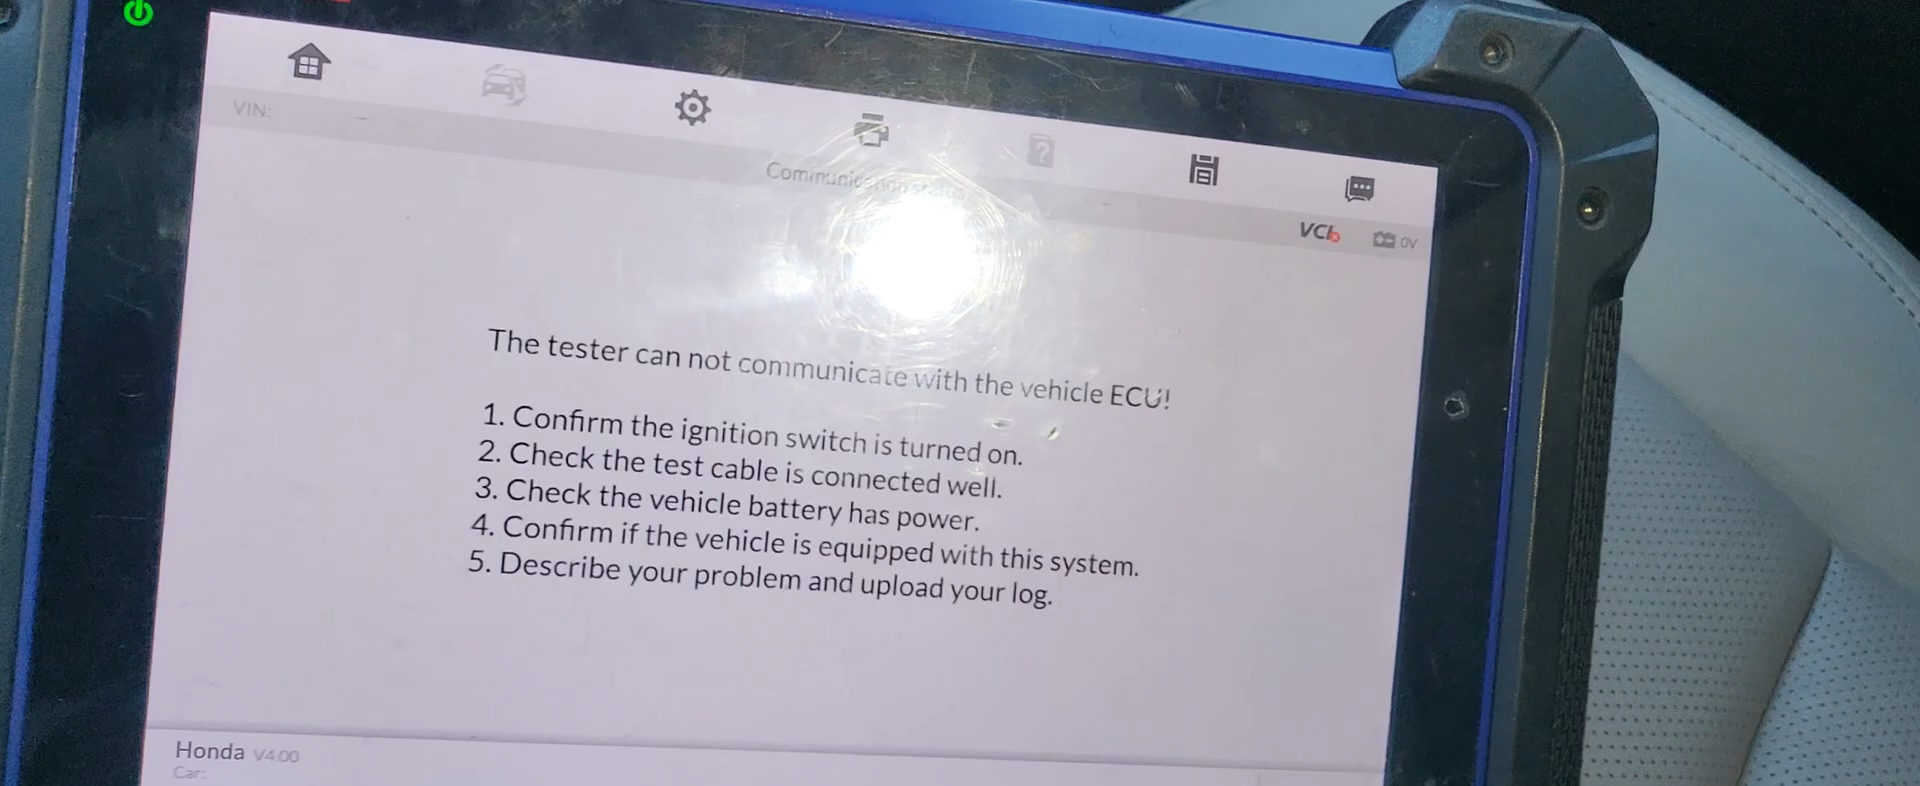 VIN:
Communication
VCI
0V
The tester can not communicate with the vehicle ECU!
1. Confirm the ignition switch is turned on.
2. Check the test cable is connected well.
3. Check the vehicle battery has power.
4. Confirm if the vehicle is equipped with this system.
5. Describe your problem and upload your log.
Honda V4.00
Car: